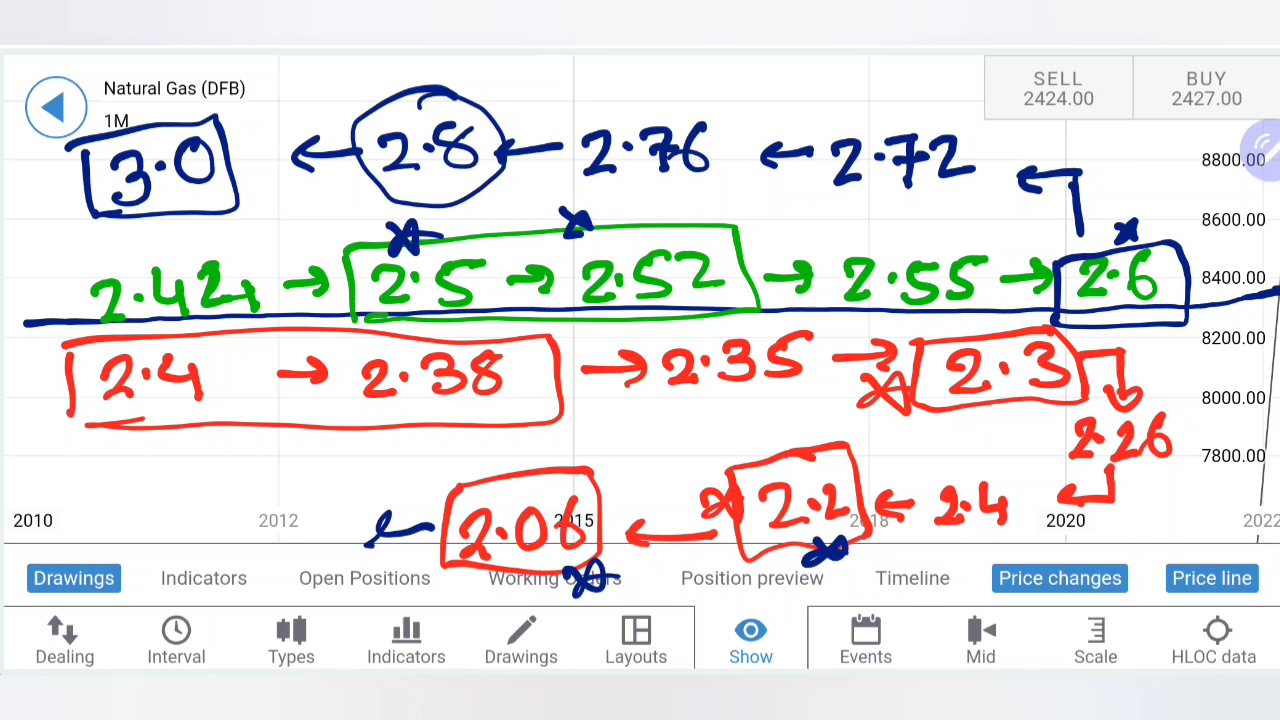 Natural Gas (DFB)
1M
SELL BUY
2424.00 2427.00
3.0 ← 2.8 ← 2.76 ← 2.72
8800.00
8600.00
2.42 → 2.5 → 2.52 → 2.55 → 2.6
8400.00
8200.00
2.4 → 2.38 → 2.35 → 2.3
8000.00
2.26
7800.00
2.06 ← 2.2 ← 2.4
2010 2012 2015 2018 2020 2022
Drawings Indicators Open Positions Working Orders Position preview Timeline Price changes Price line
Dealing Interval Types Indicators Drawings Layouts Show Events Mid Scale HLOC data